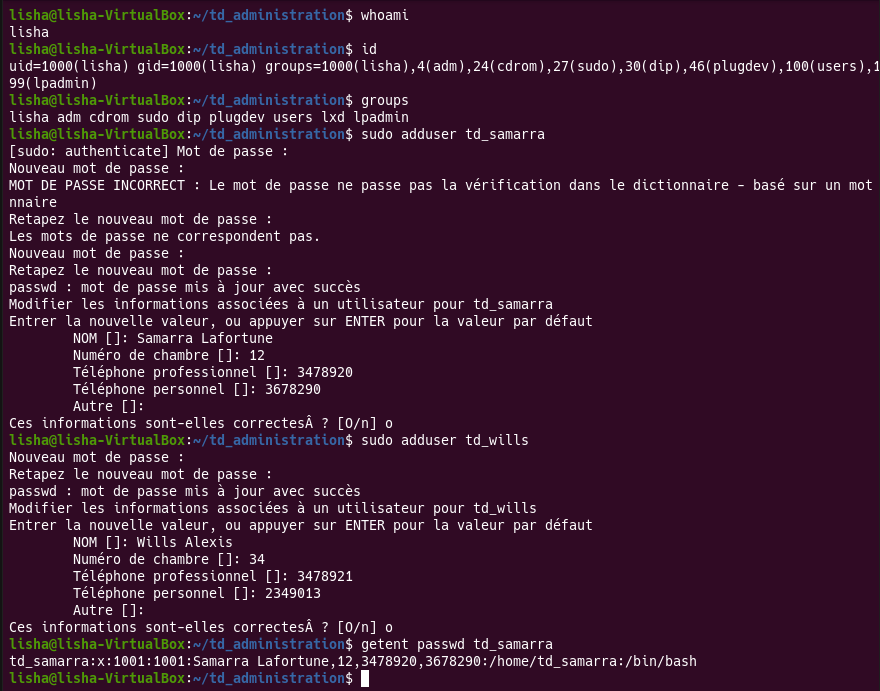 lisha@lisha-VirtualBox:~/td_administration$ whoami
lisha
lisha@lisha-VirtualBox:~/td_administration$ id
uid=1000(lisha) gid=1000(lisha) groups=1000(lisha),4(adm),24(cdrom),27(sudo),30(dip),46(plugdev),100(users),1
99(lpadmin)
lisha@lisha-VirtualBox:~/td_administration$ groups
lisha adm cdrom sudo dip plugdev users lxd lpadmin
lisha@lisha-VirtualBox:~/td_administration$ sudo adduser td_samarra
[sudo: authenticate] Mot de passe :
Nouveau mot de passe :
MOT DE PASSE INCORRECT : Le mot de passe ne passe pas la vérification dans le dictionnaire - basé sur un mot
nnaire
Retapez le nouveau mot de passe :
Les mots de passe ne correspondent pas.
Nouveau mot de passe :
Retapez le nouveau mot de passe :
passwd : mot de passe mis à jour avec succès
Modifier les informations associées à un utilisateur pour td_samarra
Entrer la nouvelle valeur, ou appuyer sur ENTER pour la valeur par défaut
NOM []: Samarra Lafortune
Numéro de chambre []: 12
Téléphone professionnel []: 3478920
Téléphone personnel []: 3678290
Autre []:
Ces informations sont-elles correctesÂ ? [O/n] o
lisha@lisha-VirtualBox:~/td_administration$ sudo adduser td_wills
Nouveau mot de passe :
Retapez le nouveau mot de passe :
passwd : mot de passe mis à jour avec succès
Modifier les informations associées à un utilisateur pour td_wills
Entrer la nouvelle valeur, ou appuyer sur ENTER pour la valeur par défaut
NOM []: Wills Alexis
Numéro de chambre []: 34
Téléphone professionnel []: 3478921
Téléphone personnel []: 2349013
Autre []:
Ces informations sont-elles correctesÂ ? [O/n] o
lisha@lisha-VirtualBox:~/td_administration$ getent passwd td_samarra
td_samarra:x:1001:1001:Samarra Lafortune,12,3478920,3678290:/home/td_samarra:/bin/bash
lisha@lisha-VirtualBox:~/td_administration$